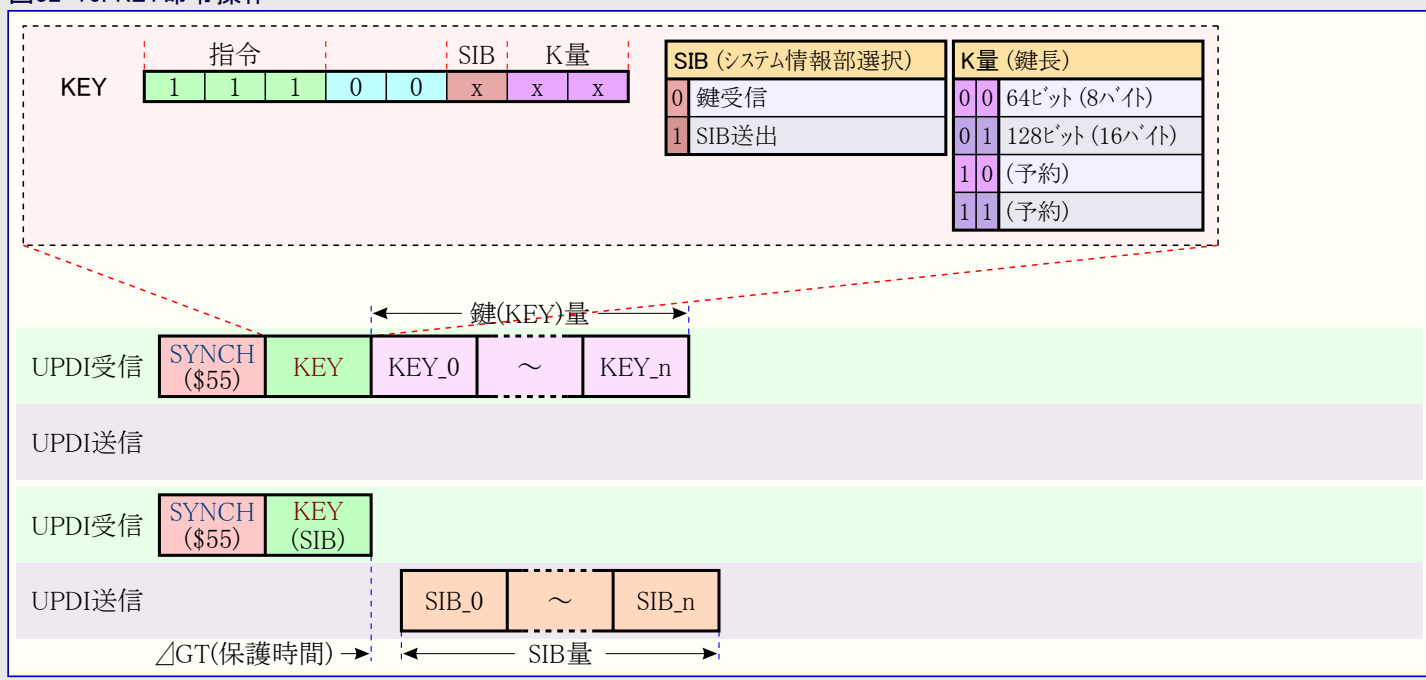 指令 SIB K量
KEY 1 1 1 0 0 x x x
SIB (システム情報部選択)
0 鍵受信
1 SIB送出
K量 (鍵長)
0 0 64ビット (8バイト)
0 1 128ビット (16バイト)
1 0 (予約)
1 1 (予約)
鍵(KEY)量
UPDI受信 SYNCH ($55) KEY KEY_0 ～ KEY_n
UPDI送信
UPDI受信 SYNCH ($55) KEY (SIB)
UPDI送信 SIB_0 ～ SIB_n
⊿GT(保護時間) SIB量